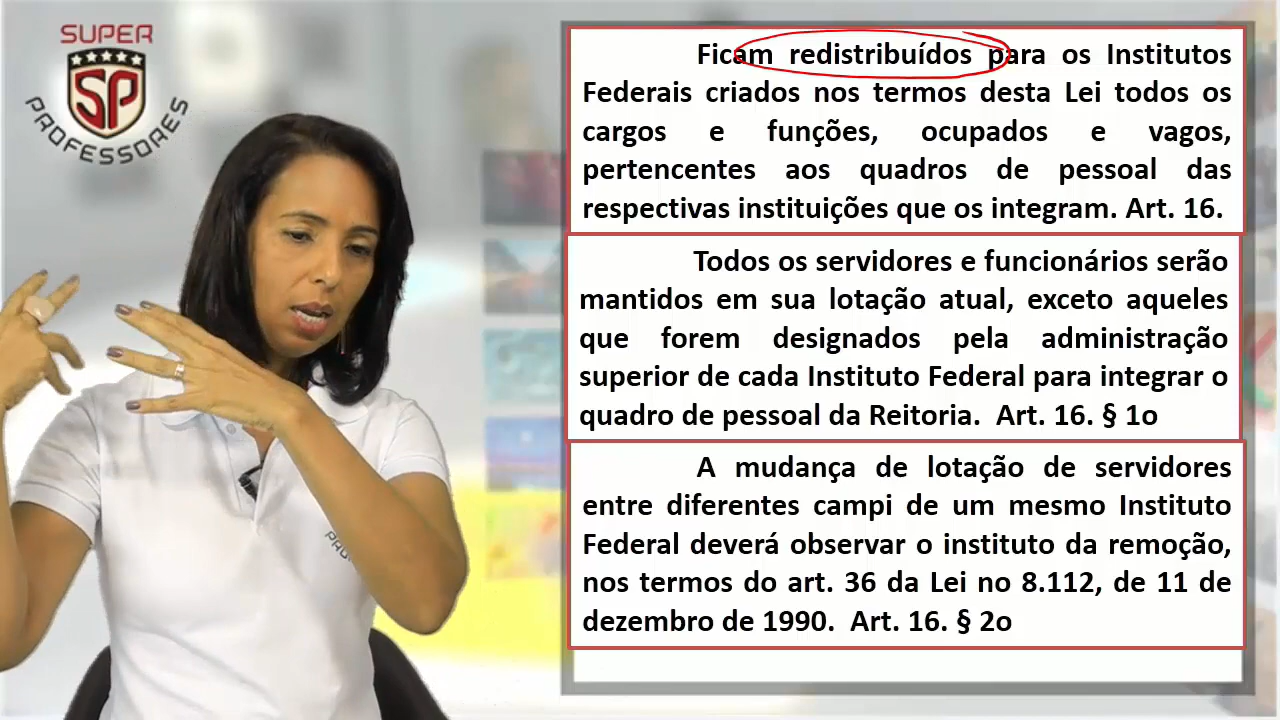 SUPER
SP
PROFESSORES
Ficam redistribuídos para os Institutos
Federais criados nos termos desta Lei todos os
cargos e funções, ocupados e vagos,
pertencentes aos quadros de pessoal das
respectivas instituições que os integram. Art. 16.
Todos os servidores e funcionários serão
mantidos em sua lotação atual, exceto aqueles
que forem designados pela administração
superior de cada Instituto Federal para integrar o
quadro de pessoal da Reitoria. Art. 16. § 1o
A mudança de lotação de servidores
entre diferentes campi de um mesmo Instituto
Federal deverá observar o instituto da remoção,
nos termos do art. 36 da Lei no 8.112, de 11 de
dezembro de 1990. Art. 16. § 2o